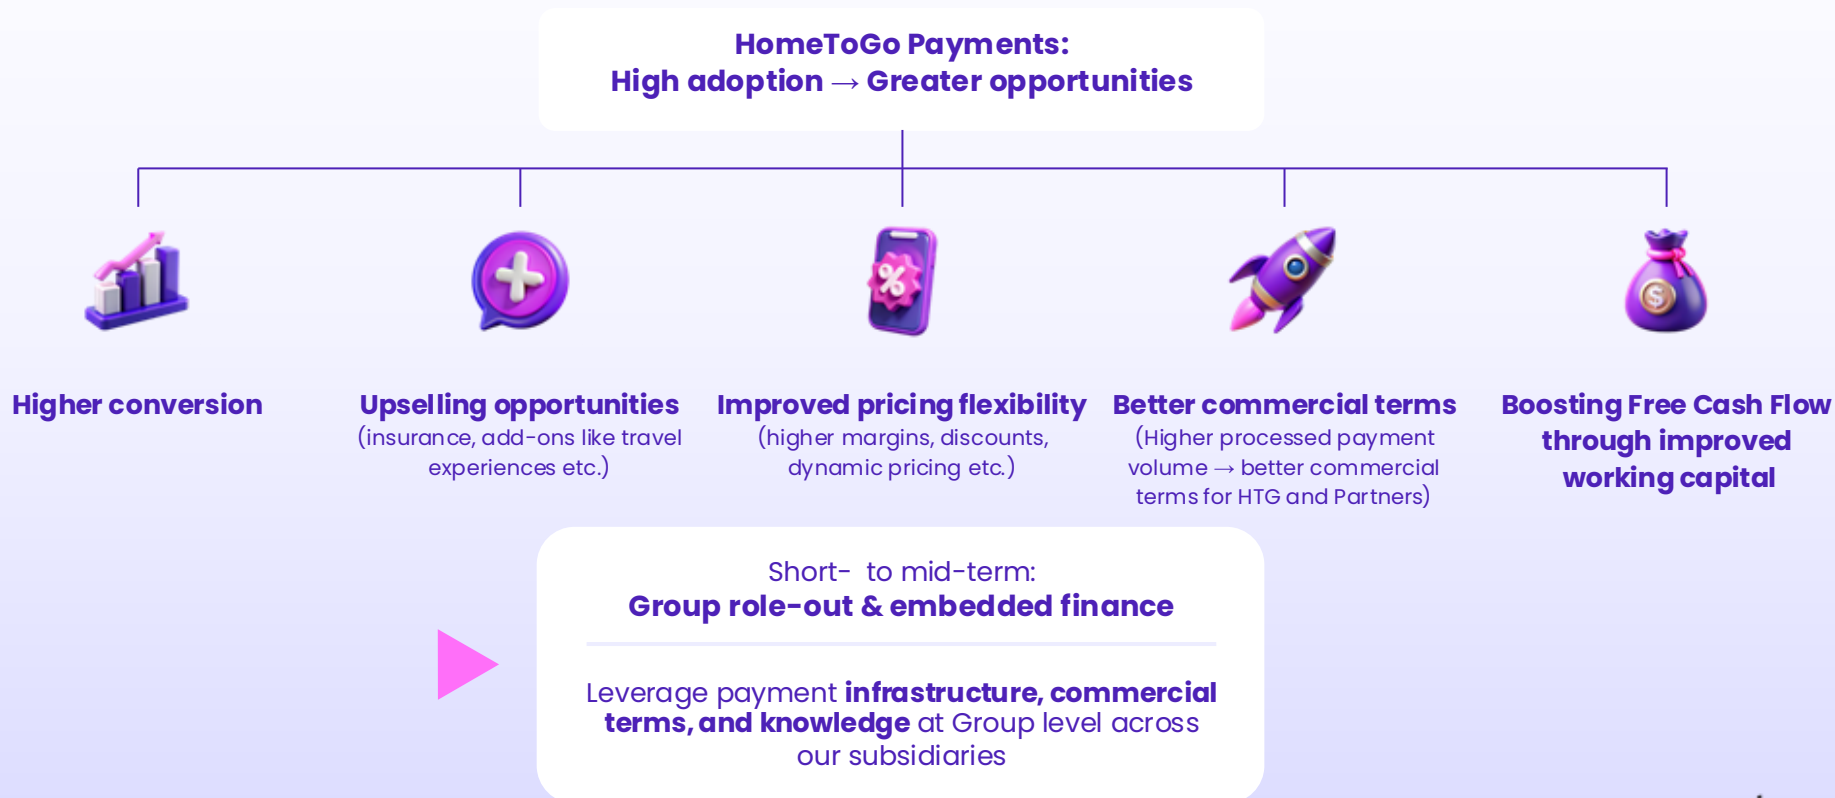 HomeToGo Payments:
High adoption → Greater opportunities
%
$
Higher conversion
Upselling opportunities
(insurance, add-ons like travel
experiences etc.)
Improved pricing flexibility
(higher margins, discounts,
dynamic pricing etc.)
Better commercial terms
(Higher processed payment
volume → better commercial
terms for HTG and Partners)
Boosting Free Cash Flow
through improved
working capital
Short- to mid-term:
Group role-out & embedded finance
Leverage payment infrastructure, commercial
terms, and knowledge at Group level across
our subsidiaries